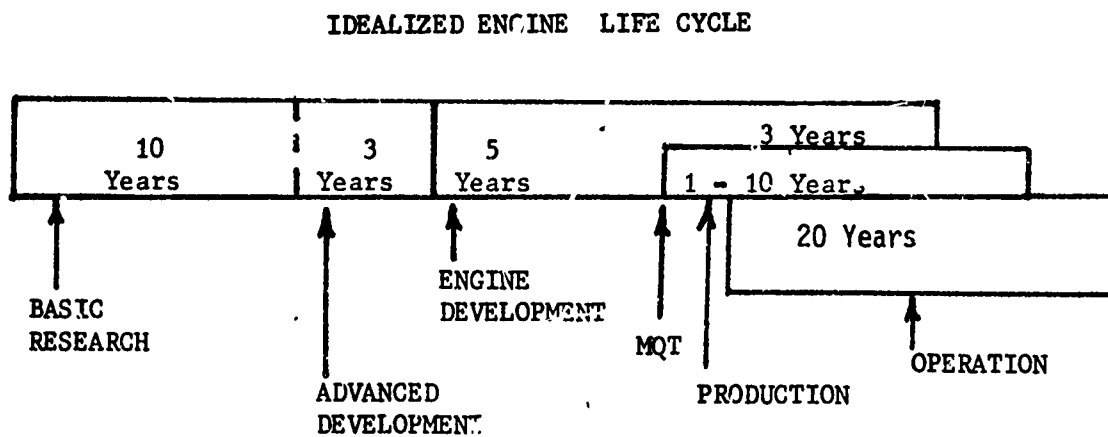 IDEALIZED ENGINE LIFE CYCLE
10
Years
3
Years
5
Years
3 Years
1 - 10 Years
20 Years
BASIC
RESEARCH
ADVANCED
DEVELOPMENT
ENGINE
DEVELOPMENT
MQT
PRODUCTION
OPERATION